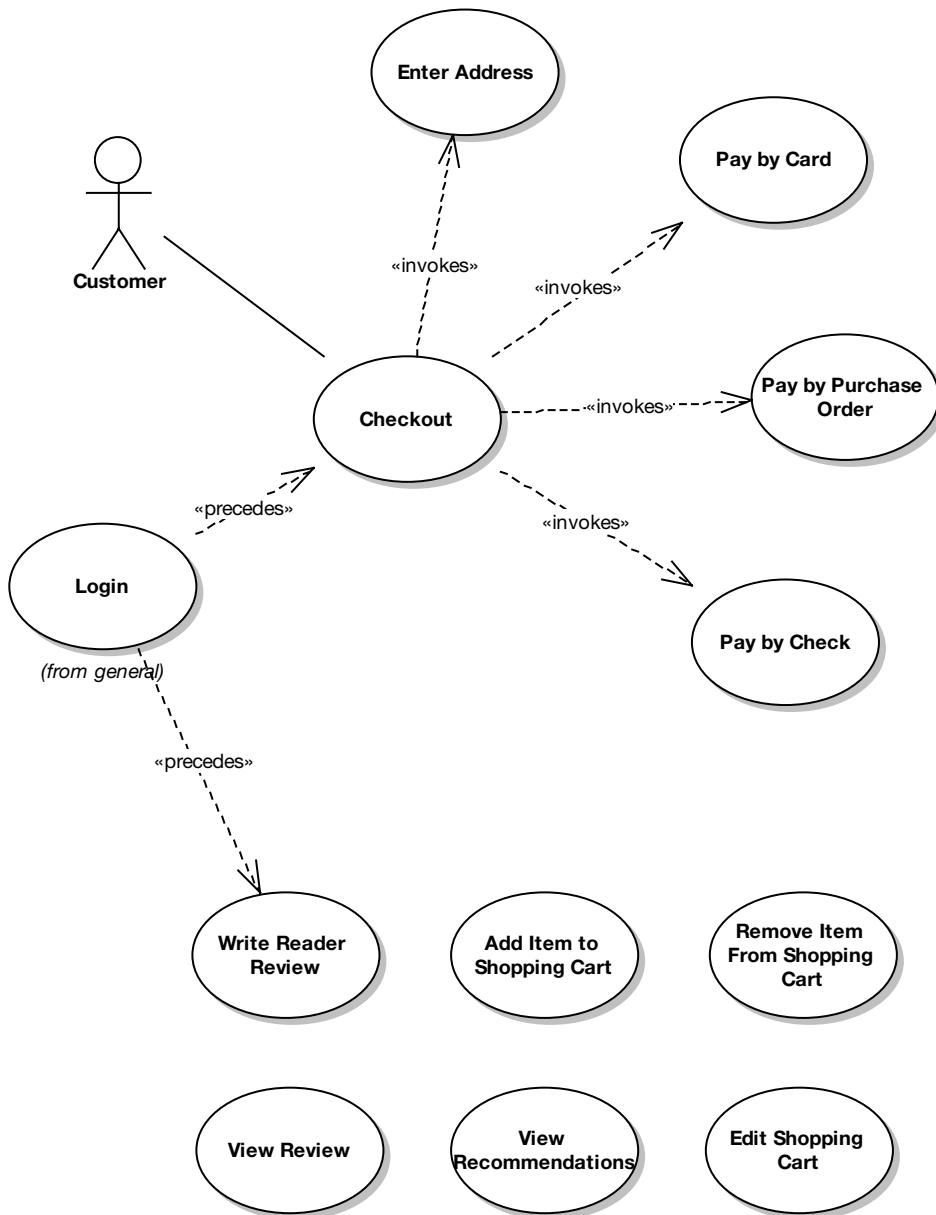 Enter Address
Pay by Card
Customer
«invokes»
«invokes»
Checkout
Pay by Purchase
Order
«invokes»
«precedes»
«invokes»
Login
(from general)
Pay by Check
«precedes»
Write Reader
Review
Add Item to
Shopping Cart
Remove Item
From Shopping
Cart
View Review
View
Recommendations
Edit Shopping
Cart